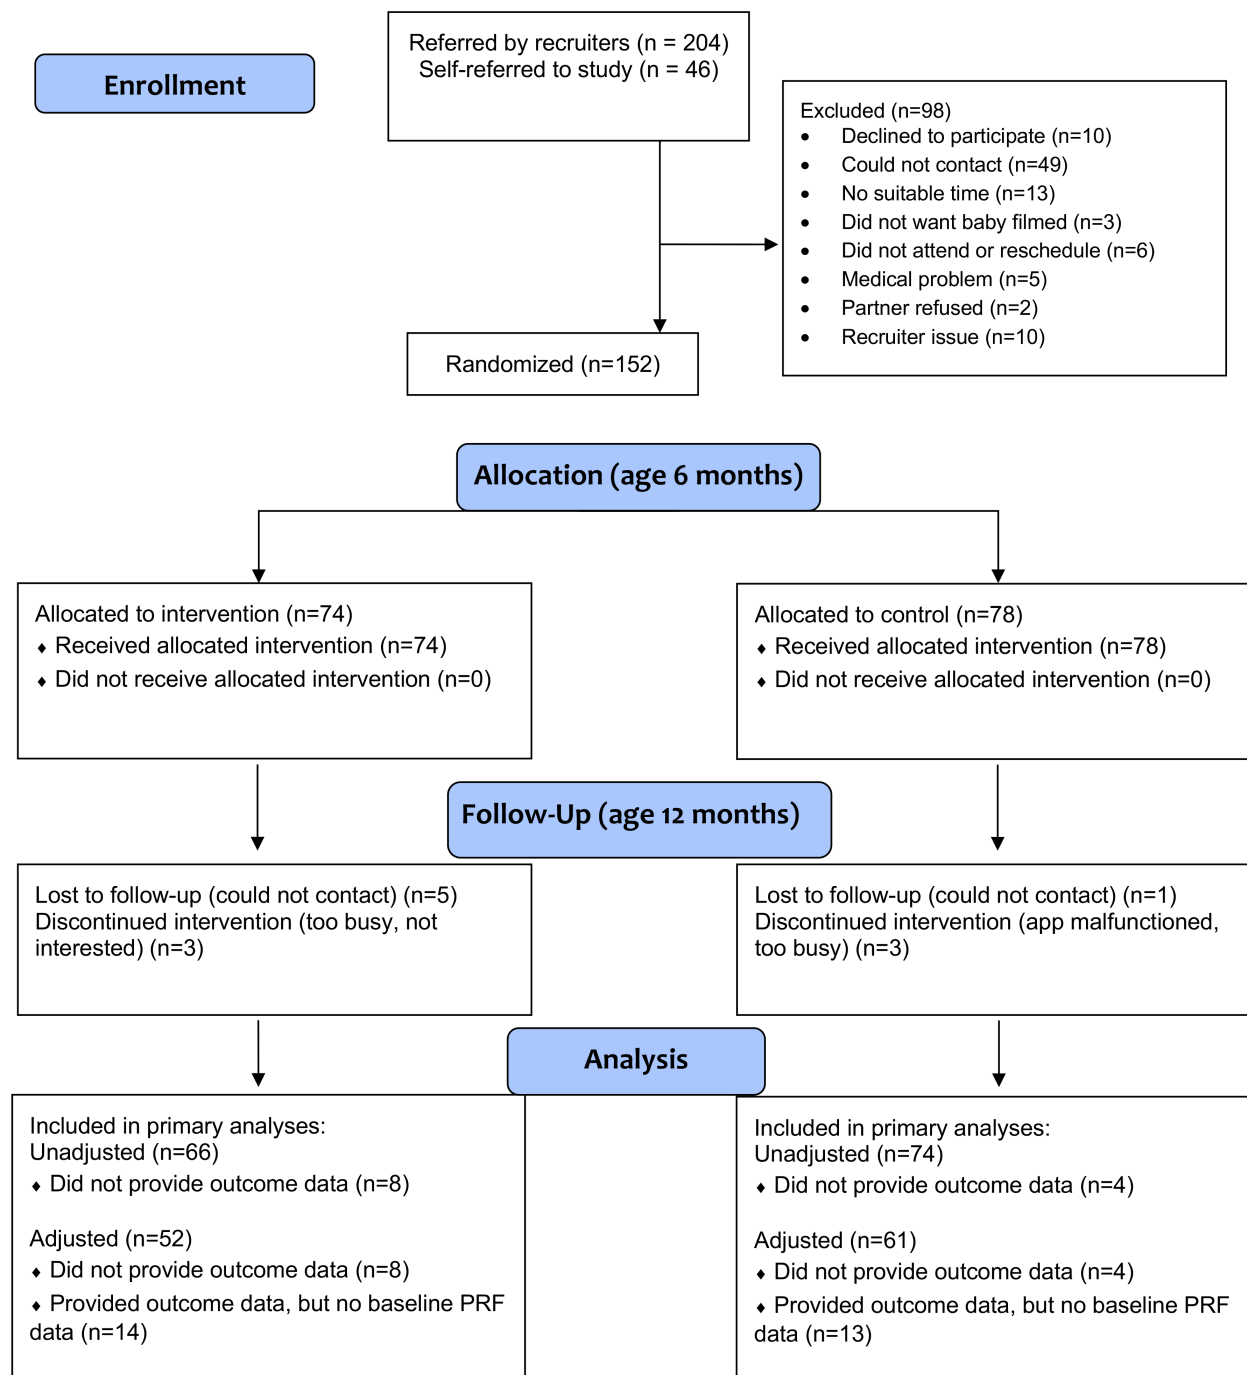 Enrollment
Referred by recruiters (n = 204)
Self-referred to study (n = 46)
Excluded (n=98)
• Declined to participate (n=10)
• Could not contact (n=49)
• No suitable time (n=13)
• Did not want baby filmed (n=3)
• Did not attend or reschedule (n=6)
• Medical problem (n=5)
• Partner refused (n=2)
• Recruiter issue (n=10)
Randomized (n=152)
Allocation (age 6 months)
Allocated to intervention (n=74)
♦ Received allocated intervention (n=74)
♦ Did not receive allocated intervention (n=0)
Allocated to control (n=78)
♦ Received allocated intervention (n=78)
♦ Did not receive allocated intervention (n=0)
Follow-Up (age 12 months)
Lost to follow-up (could not contact) (n=5)
Discontinued intervention (too busy, not
interested) (n=3)
Lost to follow-up (could not contact) (n=1)
Discontinued intervention (app malfunctioned,
too busy) (n=3)
Analysis
Included in primary analyses:
Unadjusted (n=66)
♦ Did not provide outcome data (n=8)
Adjusted (n=52)
♦ Did not provide outcome data (n=8)
♦ Provided outcome data, but no baseline PRF
data (n=14)
Included in primary analyses:
Unadjusted (n=74)
♦ Did not provide outcome data (n=4)
Adjusted (n=61)
♦ Did not provide outcome data (n=4)
♦ Provided outcome data, but no baseline PRF
data (n=13)